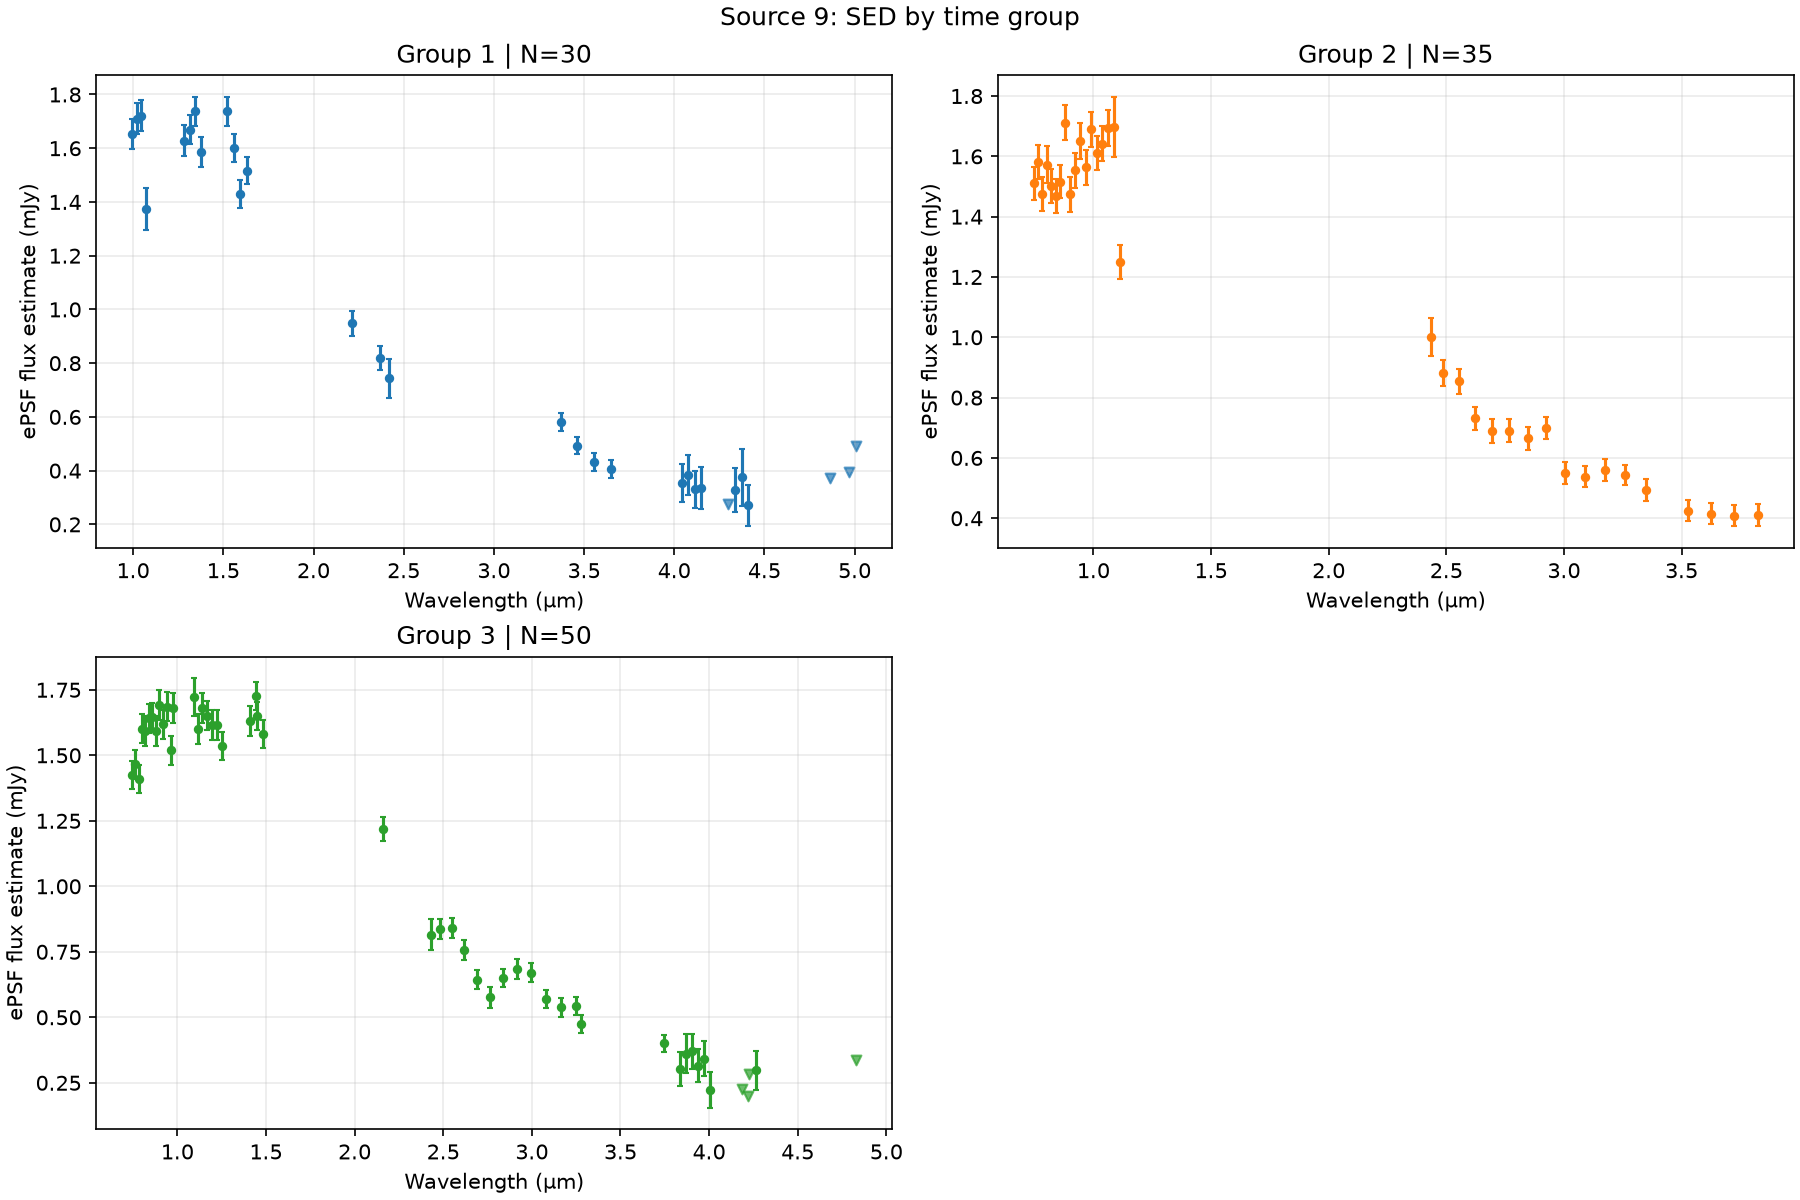 Source 9: SED by time group
Group 1 | N=30
ePSF flux estimate (mJy)
1.8
1.6
1.4
1.2
1.0
0.8
0.6
0.4
0.2
1.0 1.5 2.0 2.5 3.0 3.5 4.0 4.5 5.0
Wavelength (μm)
Group 2 | N=35
ePSF flux estimate (mJy)
1.8
1.6
1.4
1.2
1.0
0.8
0.6
0.4
1.0 1.5 2.0 2.5 3.0 3.5
Wavelength (μm)
Group 3 | N=50
ePSF flux estimate (mJy)
1.75
1.50
1.25
1.00
0.75
0.50
0.25
1.0 1.5 2.0 2.5 3.0 3.5 4.0 4.5 5.0
Wavelength (μm)